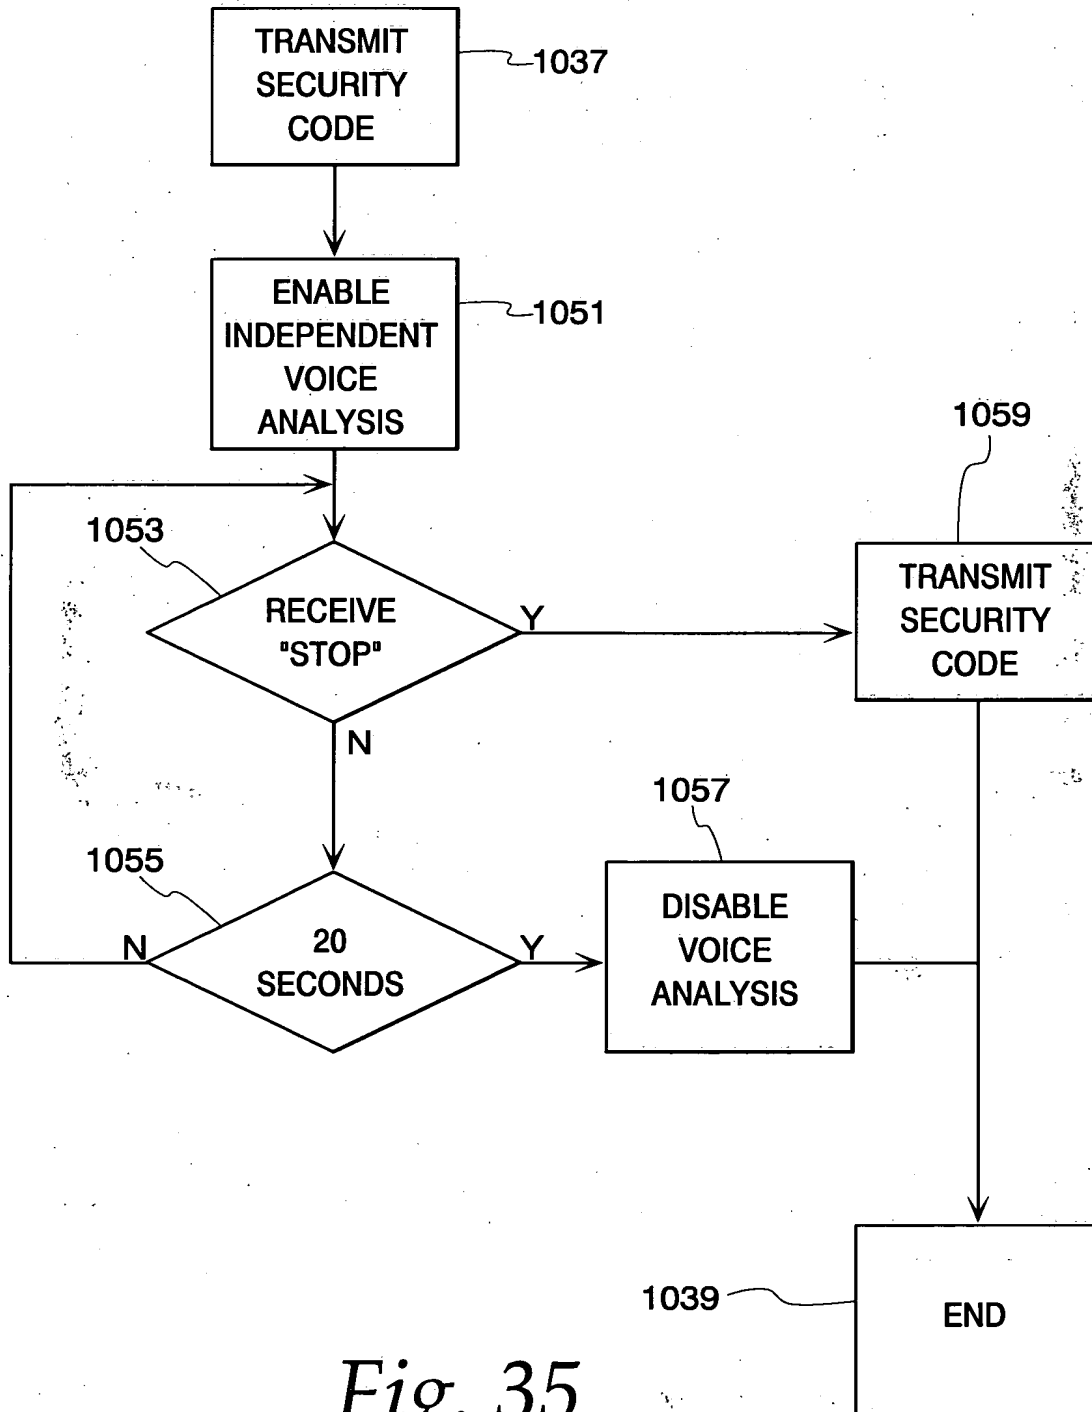 TRANSMIT
SECURITY
CODE
1037
ENABLE
INDEPENDENT
VOICE
ANALYSIS
1051
1053
RECEIVE
"STOP"
Y
N
1059
TRANSMIT
SECURITY
CODE
1055
20
SECONDS
N
Y
1057
DISABLE
VOICE
ANALYSIS
1039
END
Fig. 35